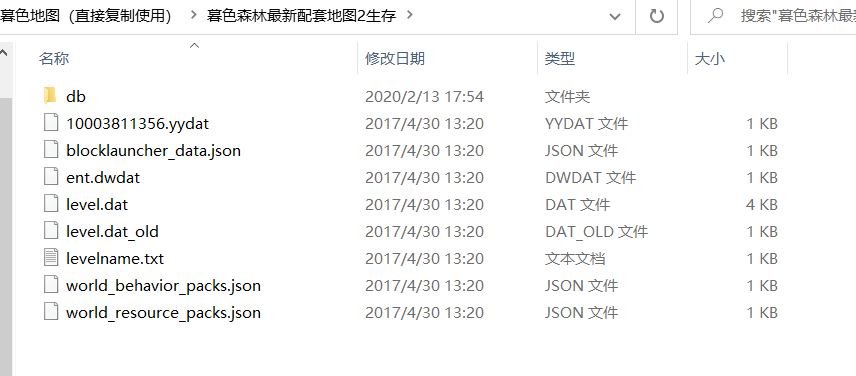 暮色地图（直接复制使用） 暮色森林最新配套地图2生存 搜索"暮色森林最新
名称 修改日期 类型 大小
db 2020/2/13 17:54 文件夹
10003811356.yydat 2017/4/30 13:20 YYDAT 文件 1 KB
blocklauncher_data.json 2017/4/30 13:20 JSON 文件 1 KB
ent.dwdat 2017/4/30 13:20 DWDAT 文件 1 KB
level.dat 2017/4/30 13:20 DAT 文件 4 KB
level.dat_old 2017/4/30 13:20 DAT_OLD 文件 1 KB
levelname.txt 2017/4/30 13:20 文本文档 1 KB
world_behavior_packs.json 2017/4/30 13:20 JSON 文件 1 KB
world_resource_packs.json 2017/4/30 13:20 JSON 文件 1 KB